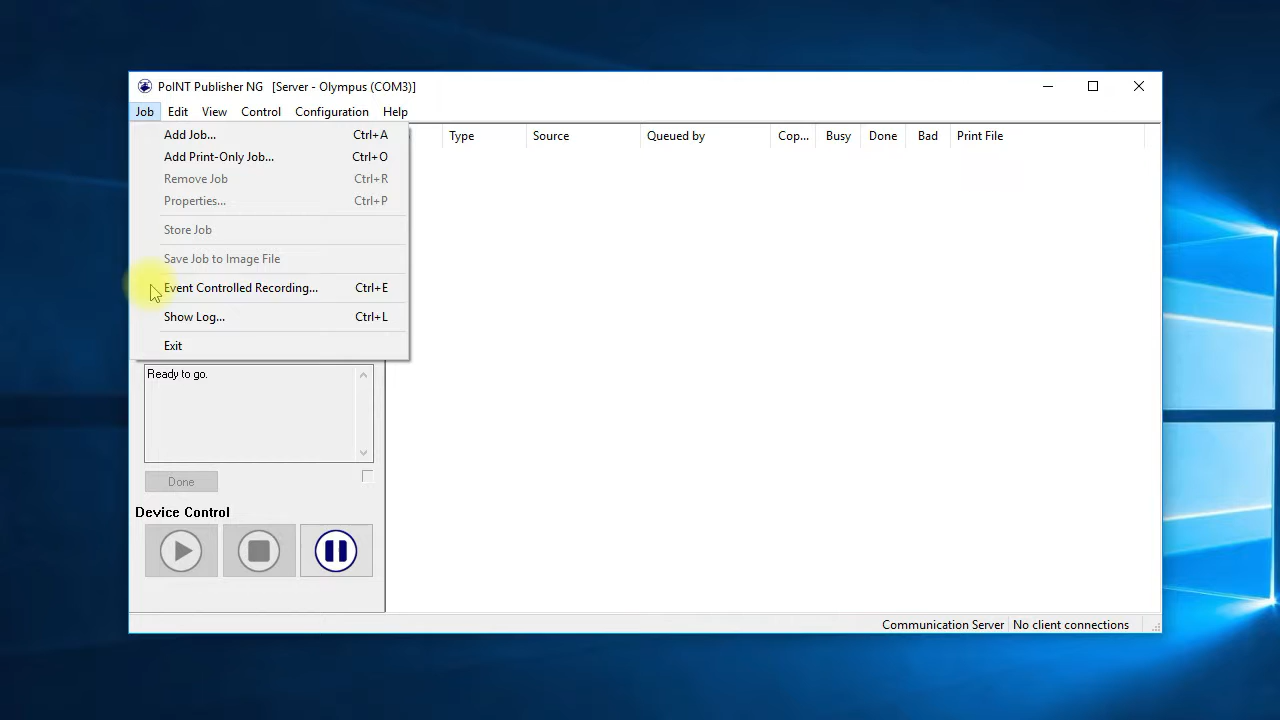 PoINT Publisher NG [Server - Olympus (COM3)]
Job Edit View Control Configuration Help
Type Source Queued by Cop... Busy Done Bad Print File
Add Job... Ctrl+A
Add Print-Only Job... Ctrl+O
Remove Job Ctrl+R
Properties... Ctrl+P
Store Job
Save Job to Image File
Event Controlled Recording... Ctrl+E
Show Log... Ctrl+L
Exit
Ready to go.
Done
Device Control
Communication Server No client connections